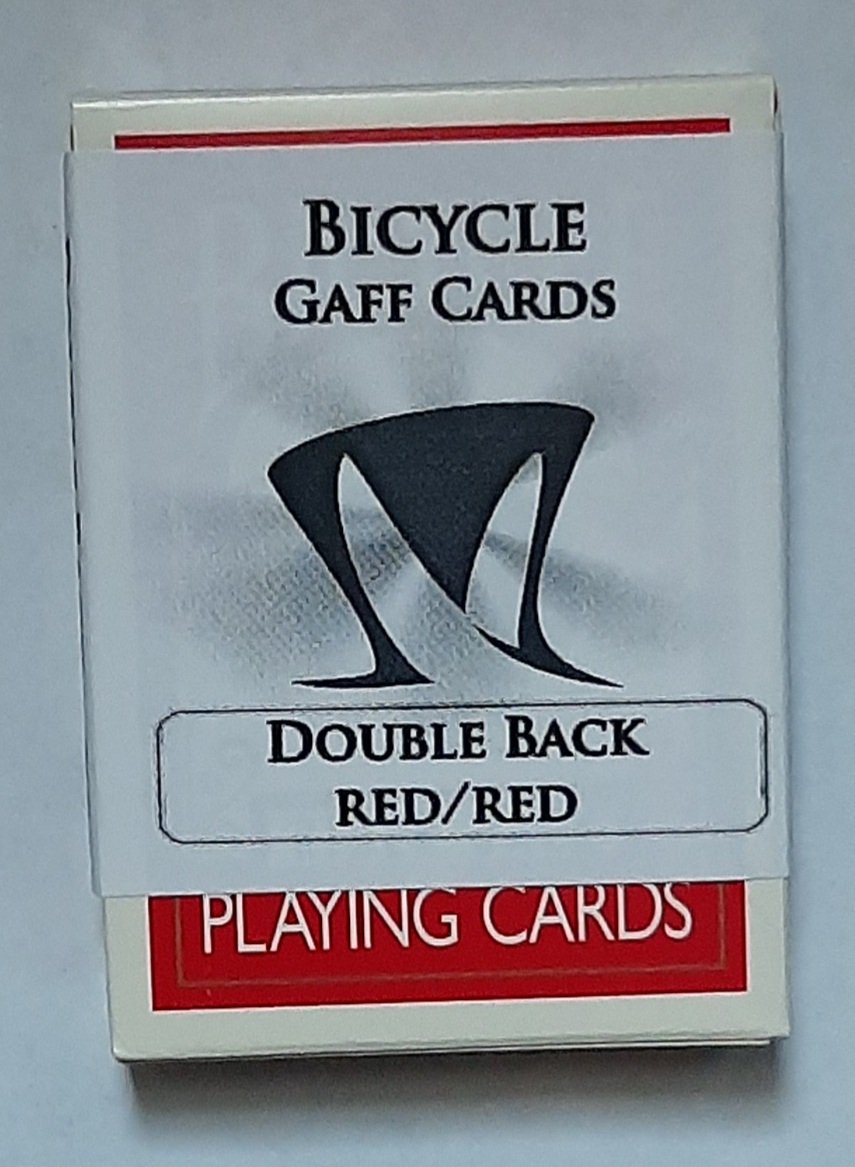 BICYCLE
GAFF CARDS
DOUBLE BACK
RED/RED
PLAYING CARDS